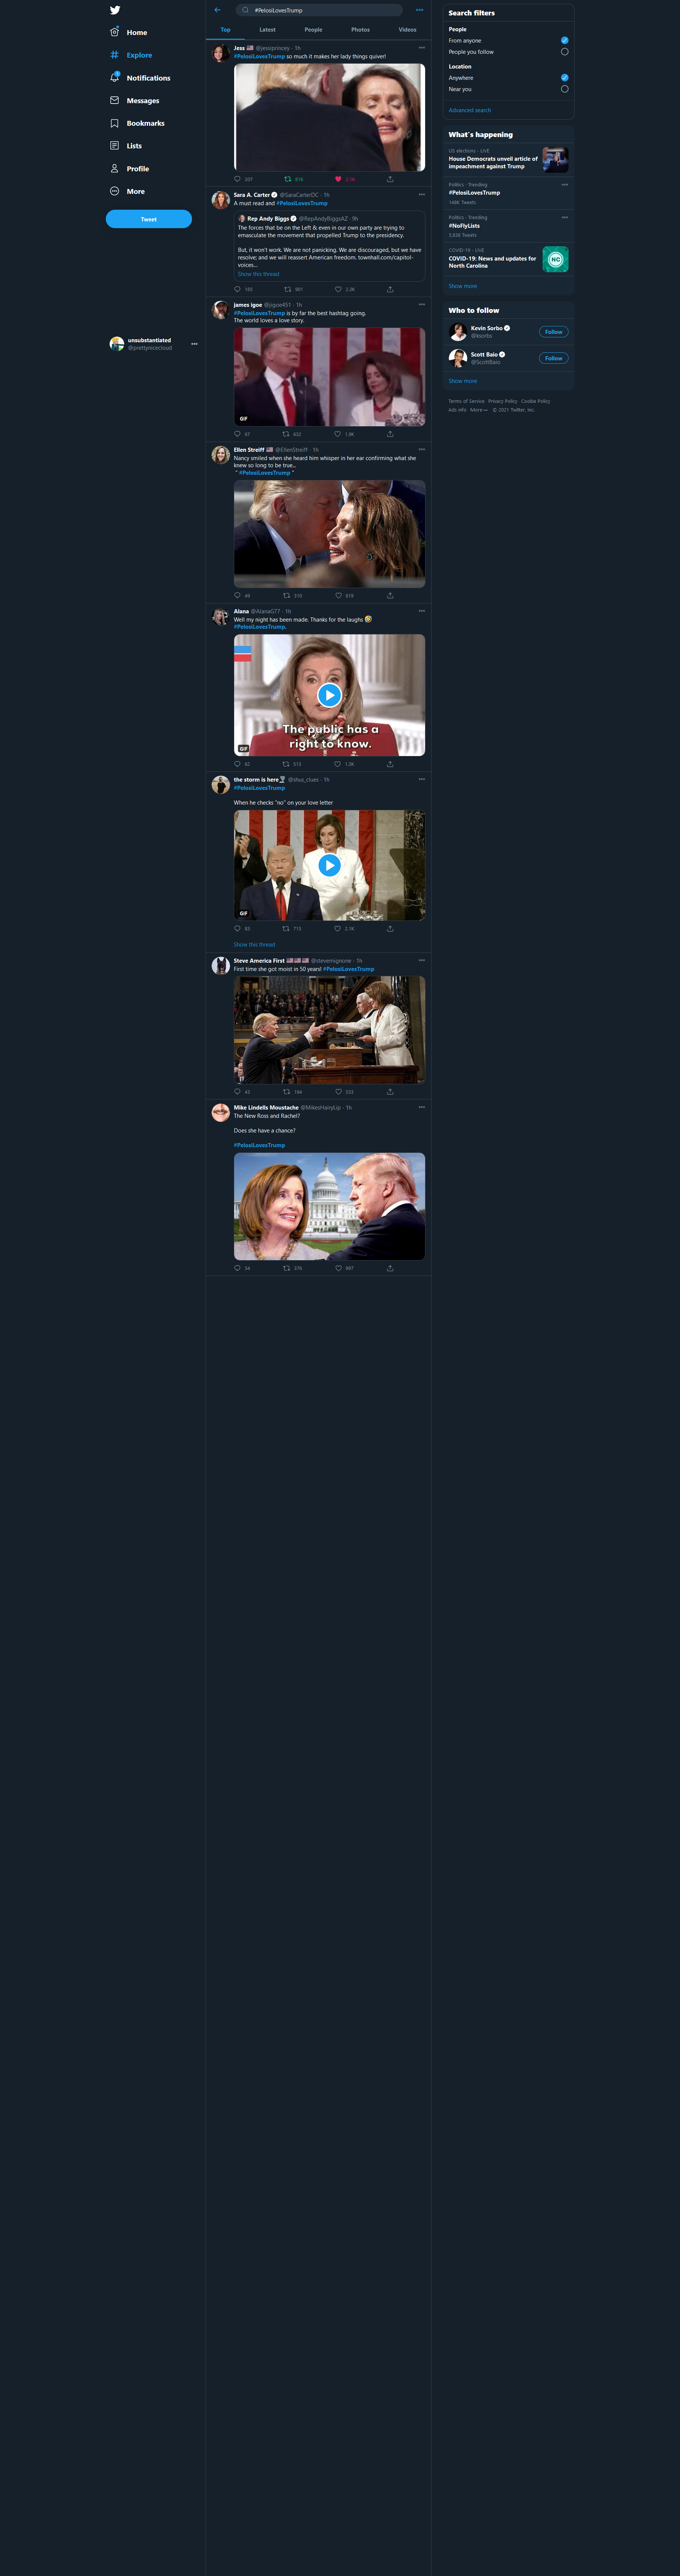 Home
Explore
Notifications
Messages
Bookmarks
Lists
Profile
More
Tweet
unsubstantiated
@prettynicecloud
#PelosiLovesTrump
Top Latest People Photos Videos
Jess @jessiprincey · 1h
#PelosiLovesTrump so much it makes her lady things quiver!
207 816
Sara A. Carter @SaraCarterDC · 1h
A must read and #PelosiLovesTrump
Rep Andy Biggs @RepAndyBiggsAZ · 9h
The forces that be on the Left & even in our own party are trying to
emasculate the movement that propelled Trump to the presidency.
But, it won't work. We are not panicking. We are discouraged, but we have
resolve; and we will reassert American freedom. townhall.com/capitol-
voices...
Show this thread
901 2.2K
james igoe @jigoe451 · 1h
#PelosiLovesTrump is by far the best hashtag going.
The world loves a love story.
GIF
97 632 1.9K
Ellen Streiff @EllenStreiff · 1h
Nancy smiled when she heard him whisper in her ear confirming what she
knew so long to be true...
" #PelosiLovesTrump "
49 310 819
Alana @AlanaG77 · 1h
Well my night has been made. Thanks for the laughs
#PelosiLovesTrump.
The public has a
right to know.
GIF
62 513 1.2K
the storm is here · 1h
#PelosiLovesTrump
When he checks "no" on your love letter
GIF
93 715 2.1K
Show this thread
Steve America First @stevemignone · 1h
First time she got moist in 50 years! #PelosiLovesTrump
43 194 533
Mike Lindells Moustache @MikesHairyLip · 1h
The New Ross and Rachel?
Does she have a chance?
#PelosiLovesTrump
34 376 997
Search filters
People
From anyone
People you follow
Location
Anywhere
Near you
Advanced search
What's happening
US elections · LIVE
House Democrats unveil article of
impeachment against Trump
Politics · Trending
#PelosiLovesTrump
148K Tweets
Politics · Trending
#NoFlyLists
Tweets
COVID-19 · LIVE
COVID-19: News and updates for
North Carolina
NC
Show more
Who to follow
Kevin Sorbo
@ksorbs
Follow
Scott Baio
@ScottBaio
Follow
Show more
Terms of Service Privacy Policy Cookie Policy
Ads info More © 2021 Twitter, Inc.